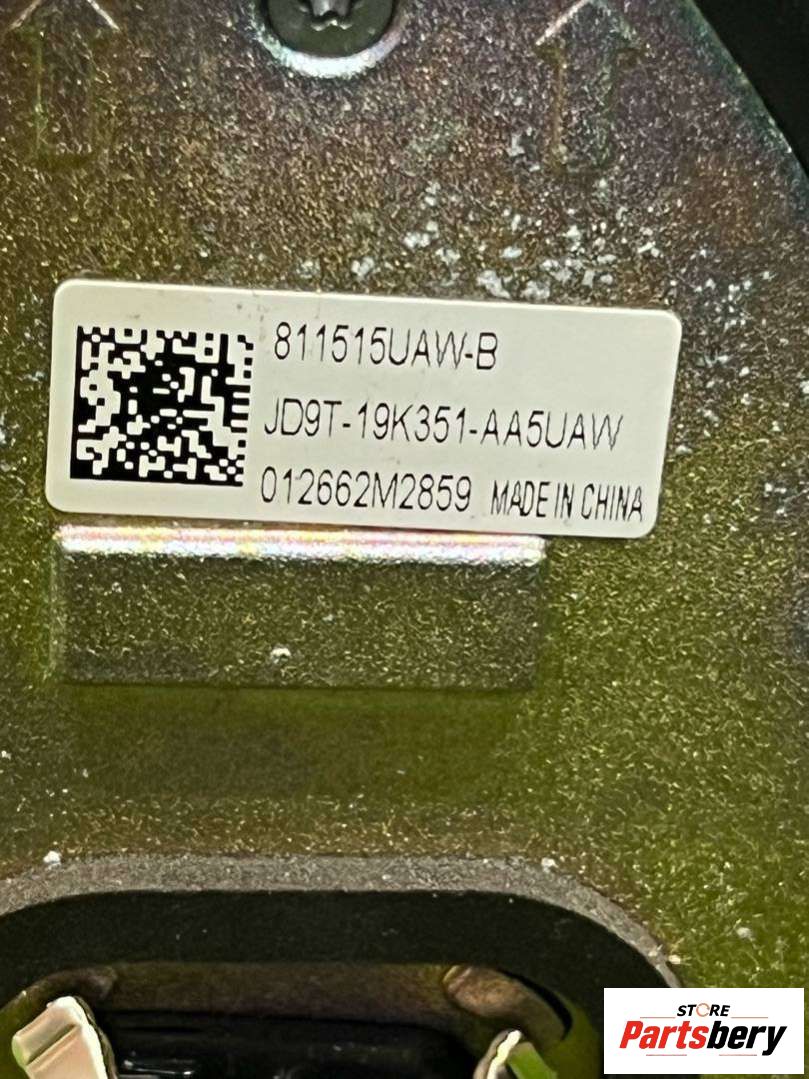 811515UAW-B
JD9T-19K351-AA5UAW
012662M2859 MADE IN CHINA
STORE
Partsbery